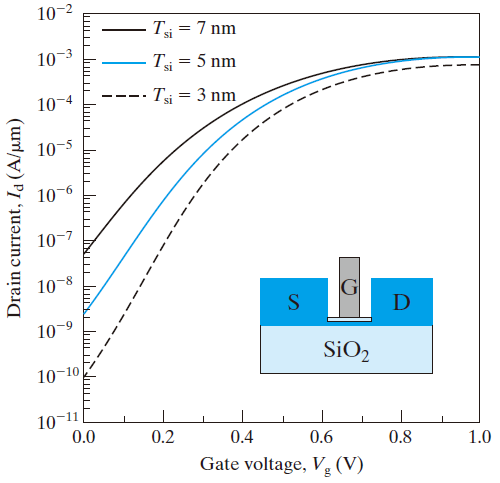 10⁻²
10⁻³
10⁻⁴
10⁻⁵
10⁻⁶
10⁻⁷
10⁻⁸
10⁻⁹
10⁻¹⁰
10⁻¹¹
Drain current, I_d (A/μm)
T_si = 7 nm
T_si = 5 nm
T_si = 3 nm
S
G
D
SiO₂
0.0 0.2 0.4 0.6 0.8 1.0
Gate voltage, V_g (V)